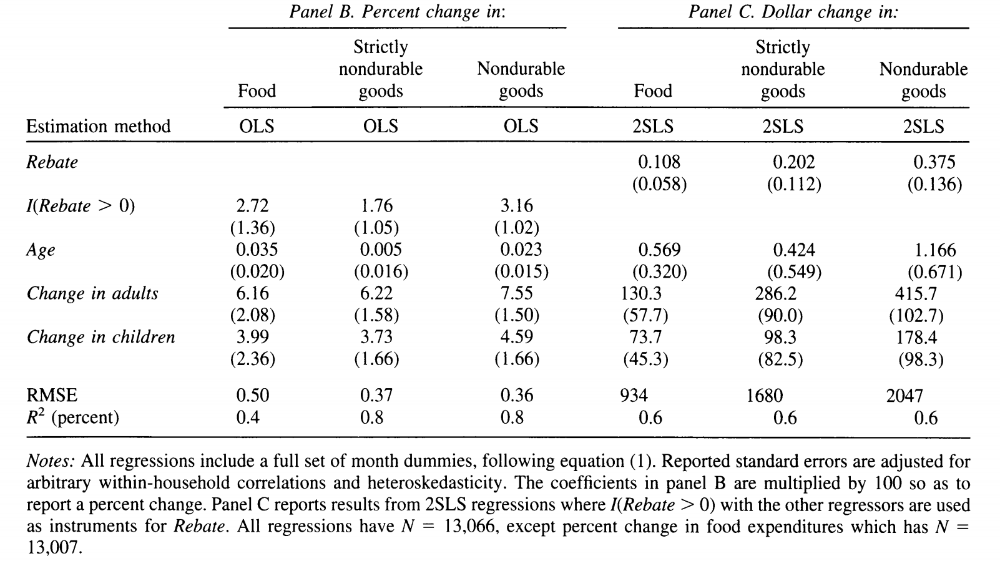 Panel B. Percent change in: Panel C. Dollar change in:
Strictly Strictly
nondurable Nondurable nondurable Nondurable
Food goods goods Food goods goods
Estimation method OLS OLS OLS 2SLS 2SLS 2SLS
Rebate 0.108 0.202 0.375
(0.058) (0.112) (0.136)
I(Rebate > 0) 2.72 1.76 3.16
(1.36) (1.05) (1.02)
Age 0.035 0.005 0.023 0.569 0.424 1.166
(0.020) (0.016) (0.015) (0.320) (0.549) (0.671)
Change in adults 6.16 6.22 7.55 130.3 286.2 415.7
(2.08) (1.58) (1.50) (57.7) (90.0) (102.7)
Change in children 3.99 3.73 4.59 73.7 98.3 178.4
(2.36) (1.66) (1.66) (45.3) (82.5) (98.3)
RMSE 0.50 0.37 0.36 934 1680 2047
R² (percent) 0.4 0.8 0.8 0.6 0.6 0.6
Notes: All regressions include a full set of month dummies, following equation (1). Reported standard errors are adjusted for
arbitrary within-household correlations and heteroskedasticity. The coefficients in panel B are multiplied by 100 so as to
report a percent change. Panel C reports results from 2SLS regressions where I(Rebate > 0) with the other regressors are used
as instruments for Rebate. All regressions have N = 13,066, except percent change in food expenditures which has N =
13,007.